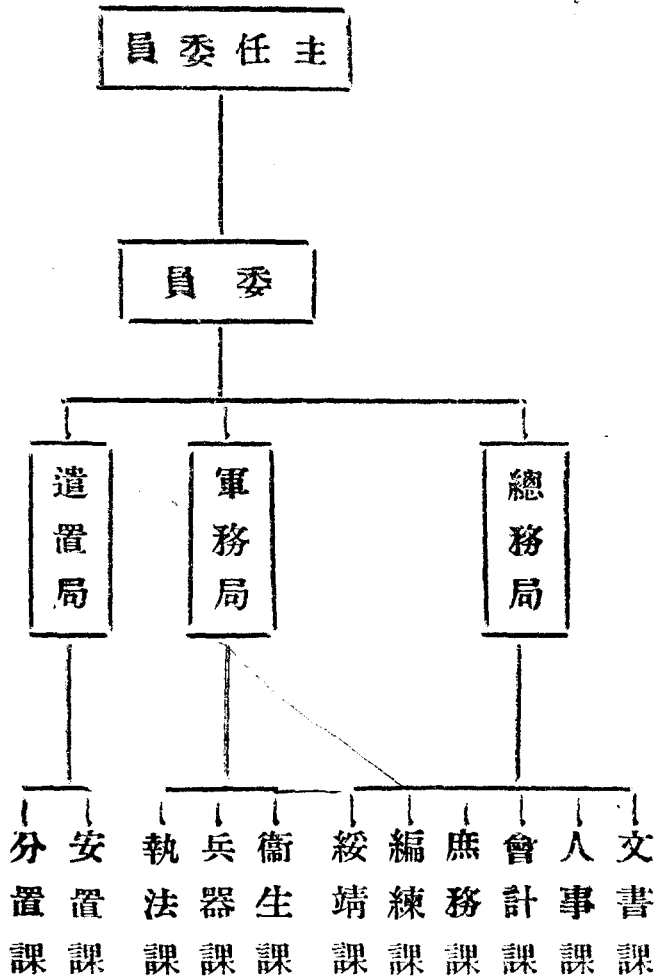 主任委員
委員
總務局
軍務局
遣置局
文書課
人事課
會計課
庶務課
編練課
綏靖課
衞生課
兵器課
執法課
安置課
分置課